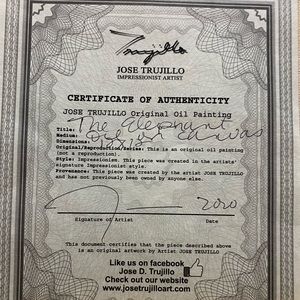 Trujillo
JOSE TRUJILLO
IMPRESSIONIST ARTIST
CERTIFICATE OF AUTHENTICITY
JOSE TRUJILLO Original Oil Painting
Title: The Elephant
Medium: Oil on Canvas
Dimensions:
Original/Reproduction/Series: This is an original oil painting
(not a reproduction).
Style: Impressionism. This piece was created in the artists'
signature Impressionist style.
Provenance: This piece was created by the artist JOSE TRUJILLO
and has not previously been owned by anyone else.
2020
Signature of Artist Date
This document certifies that the piece described above
is an original artwork by Artist JOSE TRUJILLO
Like us on facebook
Jose D. Trujillo
Check out our website
www.josetrujilloart.com